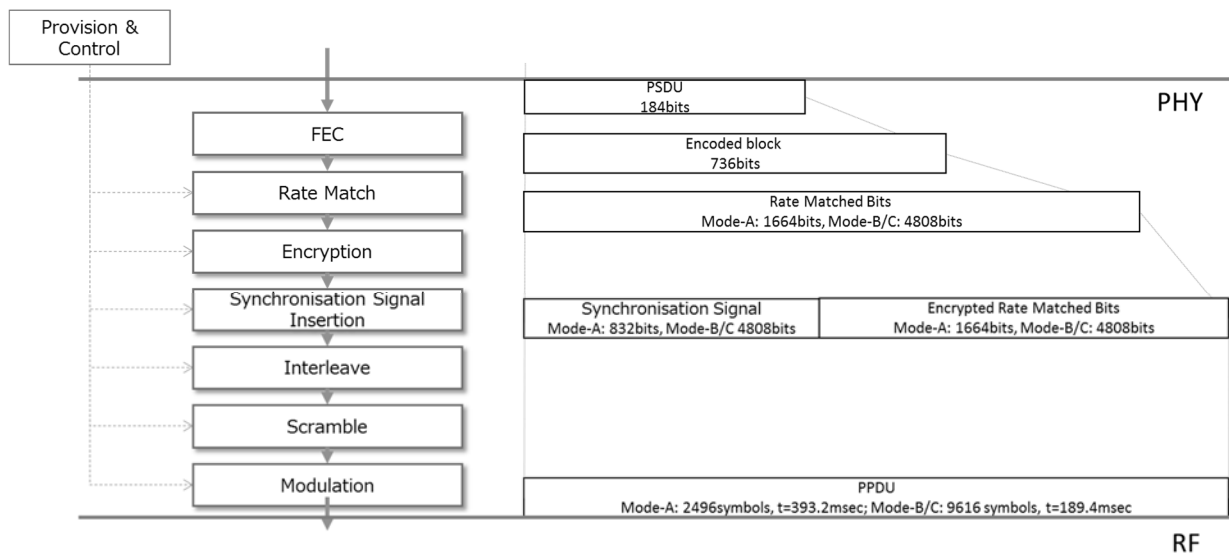 Provision &
Control
PHY
PSDU
184bits
FEC
Encoded block
736bits
Rate Match
Rate Matched Bits
Mode-A: 1664bits, Mode-B/C: 4808bits
Encryption
Synchronisation Signal
Insertion
Synchronisation Signal
Mode-A: 832bits, Mode-B/C 4808bits
Encrypted Rate Matched Bits
Mode-A: 1664bits, Mode-B/C: 4808bits
Interleave
Scramble
Modulation
PPDU
Mode-A: 2496symbols, t=393.2msec; Mode-B/C: 9616 symbols, t=189.4msec
RF